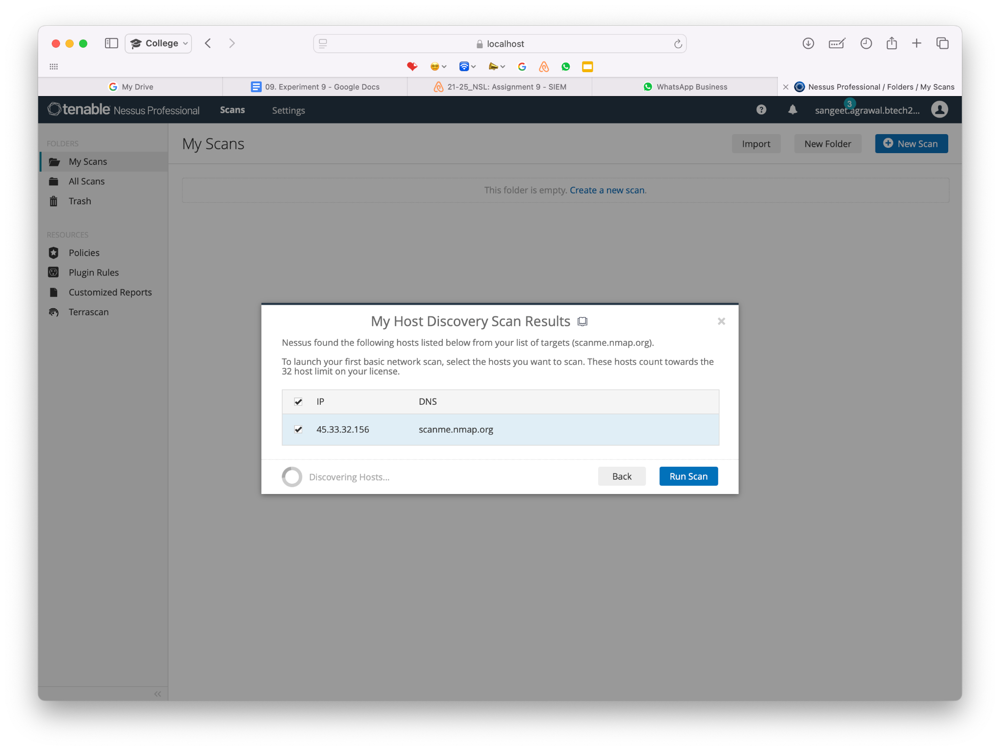 College
localhost
My Drive
09. Experiment 9 - Google Docs
21-25_NSL: Assignment 9 - SIEM
WhatsApp Business
Nessus Professional / Folders / My Scans
tenable Nessus Professional
Scans
Settings
3
sangeet.agrawal.btech2...
FOLDERS
My Scans
All Scans
Trash
RESOURCES
Policies
Plugin Rules
Customized Reports
Terrascan
My Scans
Import
New Folder
New Scan
This folder is empty. Create a new scan.
My Host Discovery Scan Results
Nessus found the following hosts listed below from your list of targets (scanme.nmap.org).
To launch your first basic network scan, select the hosts you want to scan. These hosts count towards the
32 host limit on your license.
IP DNS
45.33.32.156 scanme.nmap.org
Discovering Hosts...
Back
Run Scan